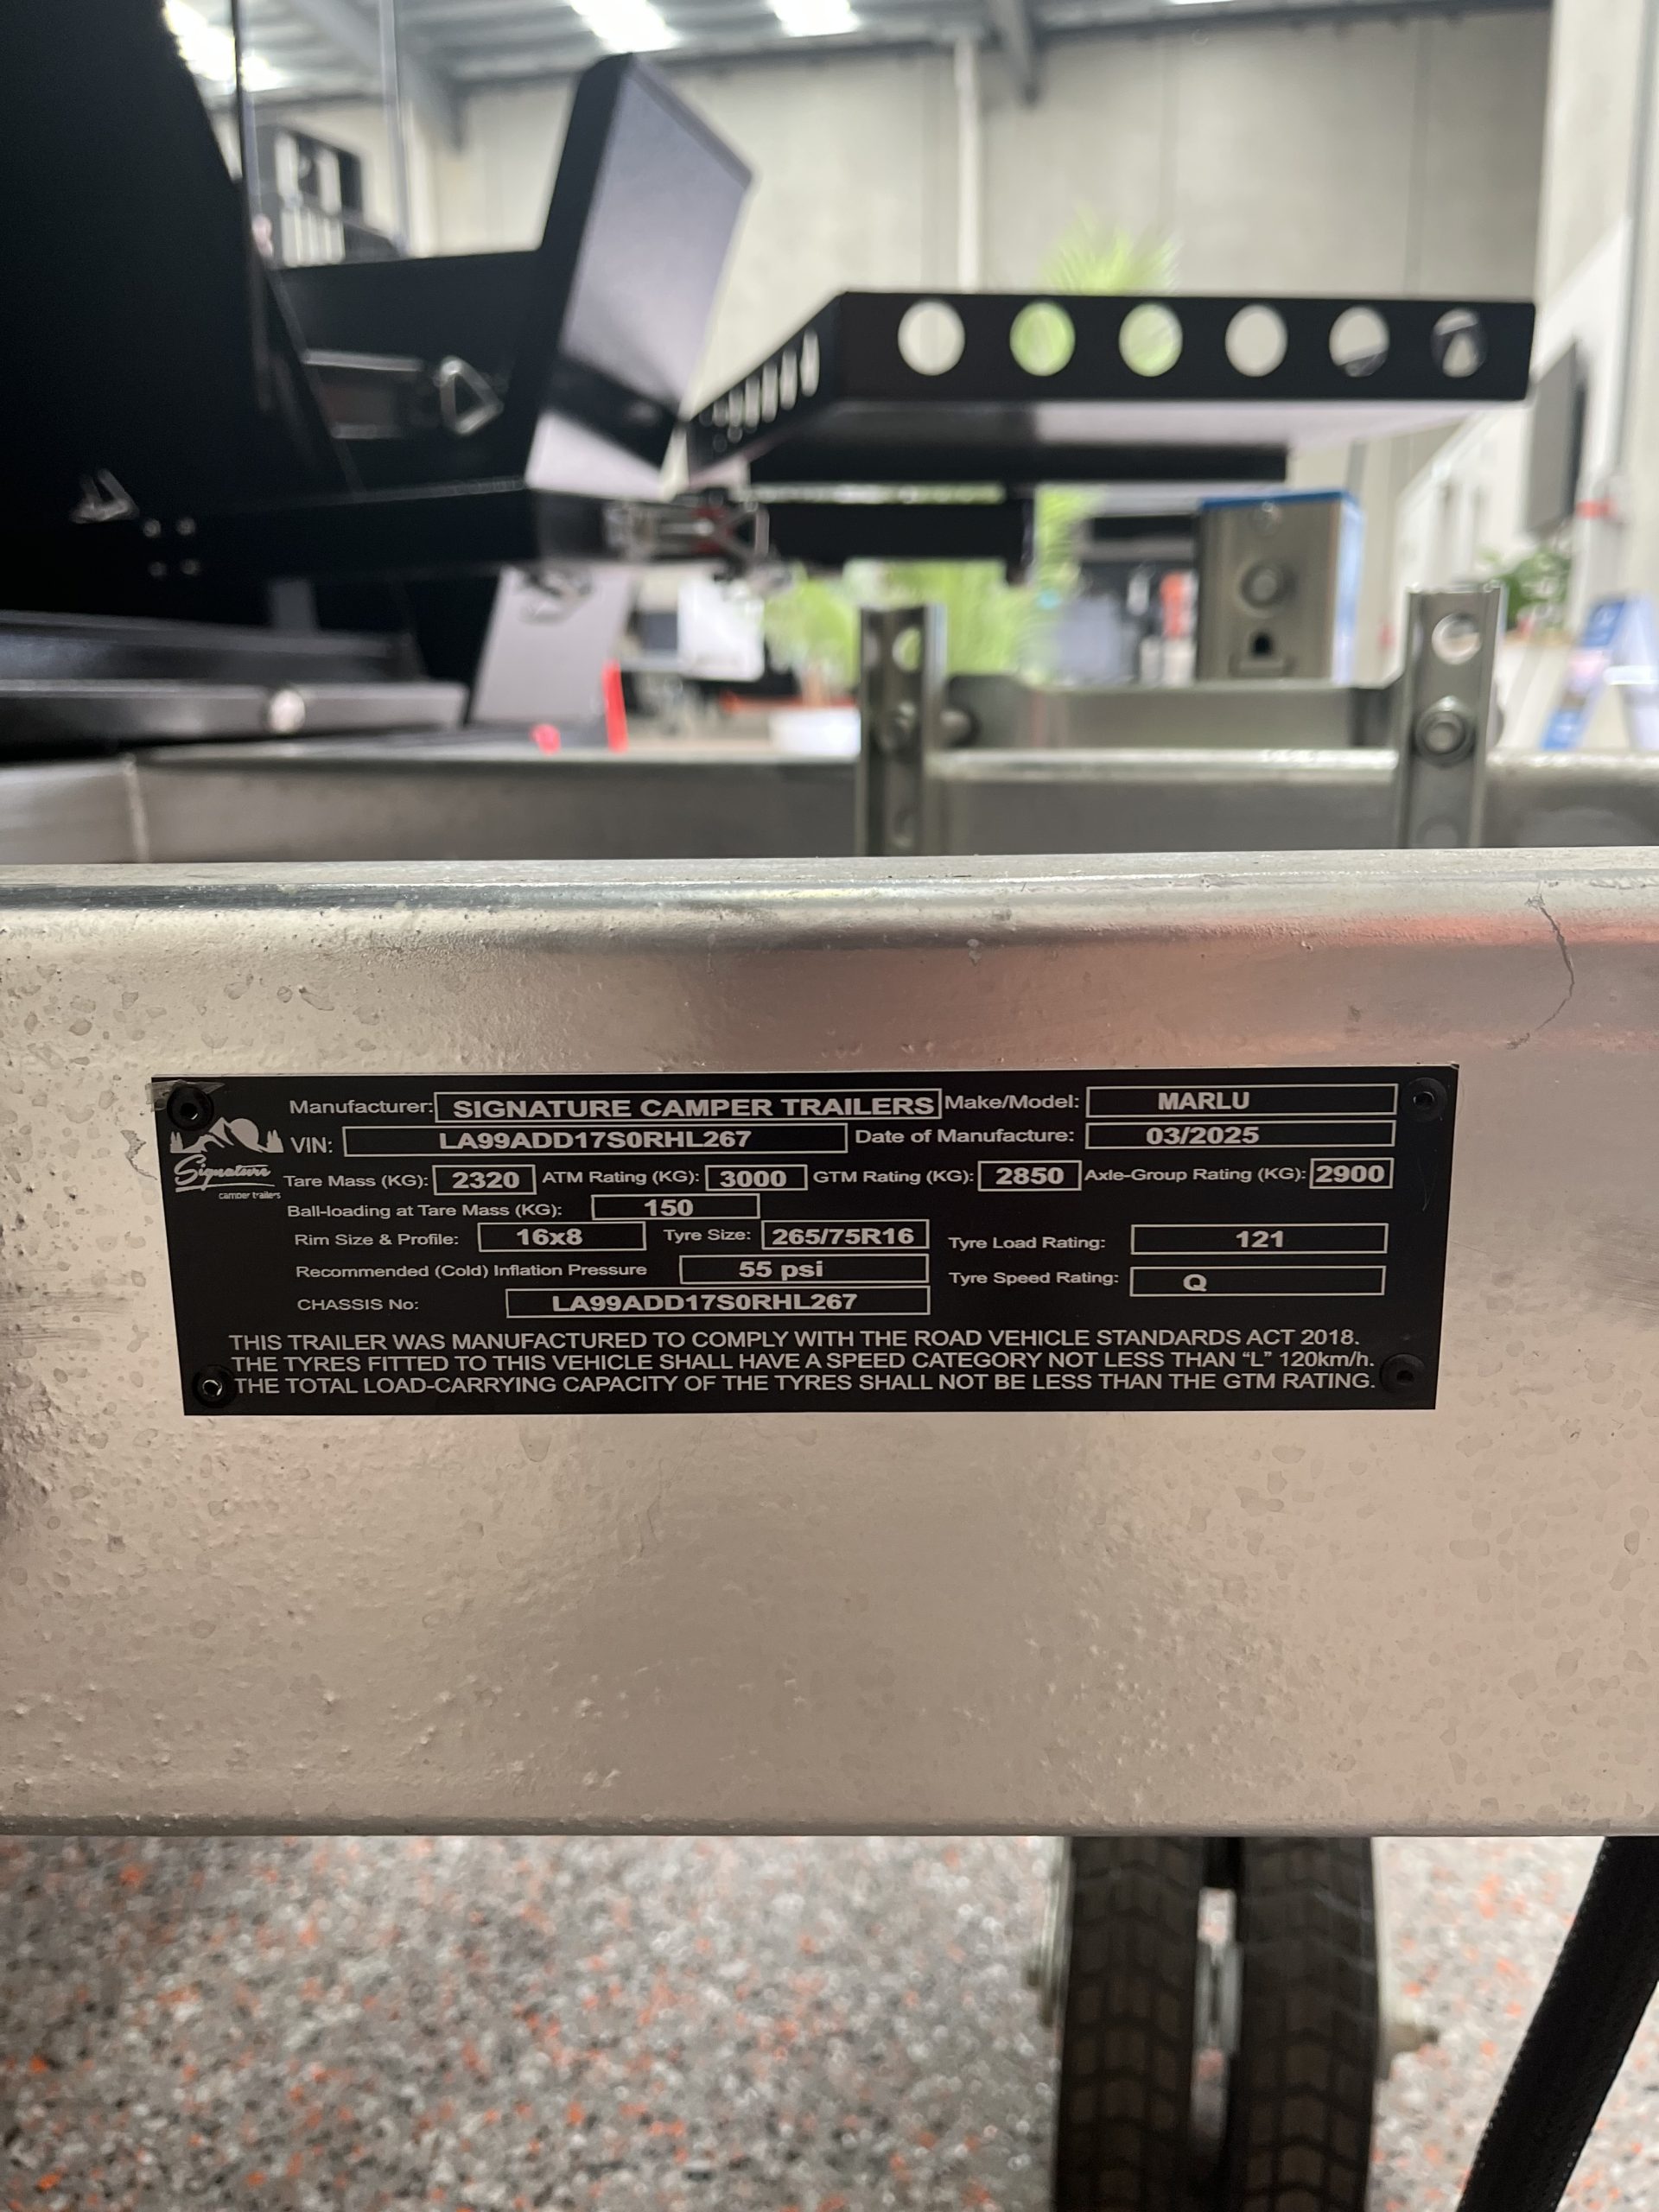 Manufacturer: SIGNATURE CAMPER TRAILERS Make/Model: MARLU
VIN: LA99ADD17S0RHL267 Date of Manufacture: 03/2025
Signature
camper trailers
Tare Mass (KG): 2320 ATM Rating (KG): 3000 GTM Rating (KG): 2850 Axle-Group Rating (KG): 2900
Ball-loading at Tare Mass (KG): 150
Rim Size & Profile: 16x8 Tyre Size: 265/75R16 Tyre Load Rating: 121
Recommended (Cold) Inflation Pressure 55 psi Tyre Speed Rating: Q
CHASSIS No: LA99ADD17S0RHL267
THIS TRAILER WAS MANUFACTURED TO COMPLY WITH THE ROAD VEHICLE STANDARDS ACT 2018.
THE TYRES FITTED TO THIS VEHICLE SHALL HAVE A SPEED CATEGORY NOT LESS THAN “L” 120km/h.
THE TOTAL LOAD-CARRYING CAPACITY OF THE TYRES SHALL NOT BE LESS THAN THE GTM RATING.